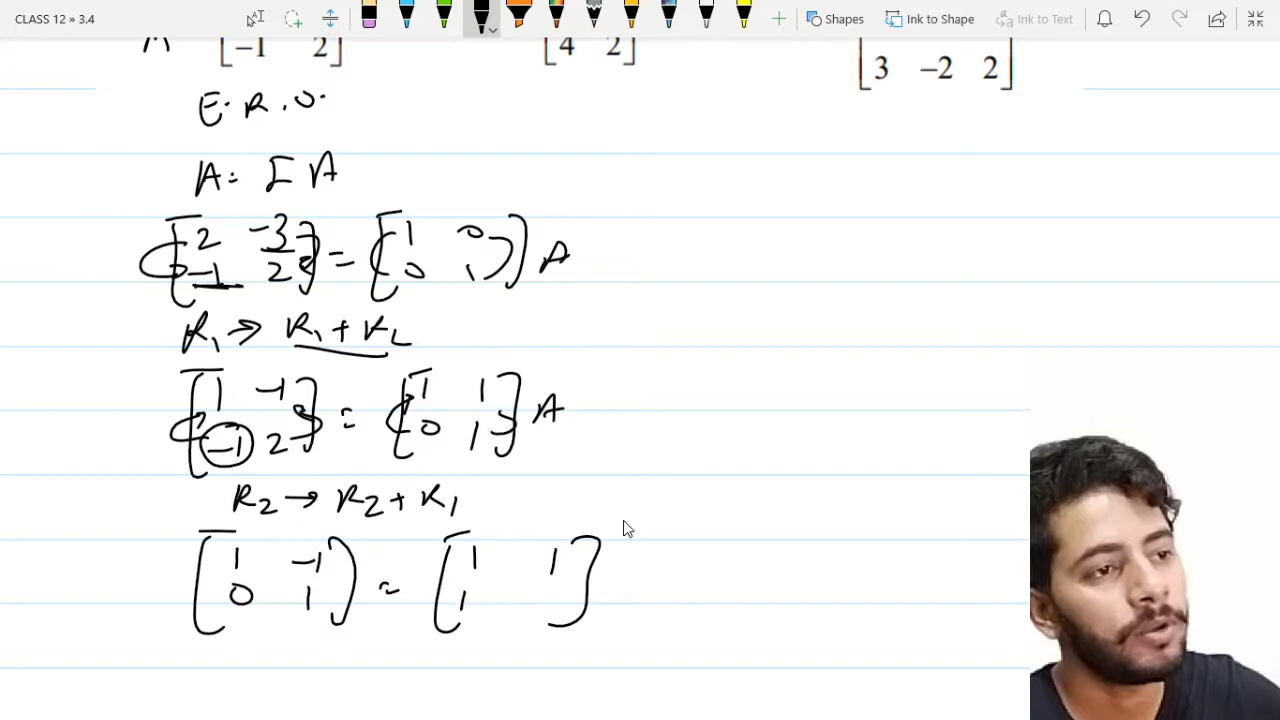 CLASS 12 » 3.4
Shapes Ink to Shape Ink to Text
[-1 2] [4 2]
[3 -2 2]
E.R.O.
A = I A
[2 -3 -1 2] = [1 0 0 1] A
R1 → R1 + R2
[1 -1 -1 2] = [1 1 0 1] A
R2 → R2 + R1
[1 -1 0 1] = [1 1 1 ]